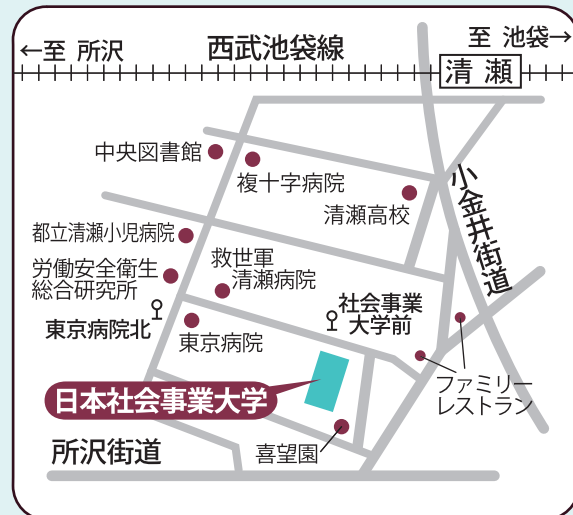 ←至 所沢
西武池袋線
至 池袋→
清瀬
中央図書館
複十字病院
清瀬高校
小金井街道
都立清瀬小児病院
救世軍
清瀬病院
労働安全衛生
総合研究所
社会事業
大学前
東京病院北
東京病院
ファミリー
レストラン
日本社会事業大学
所沢街道
喜望園